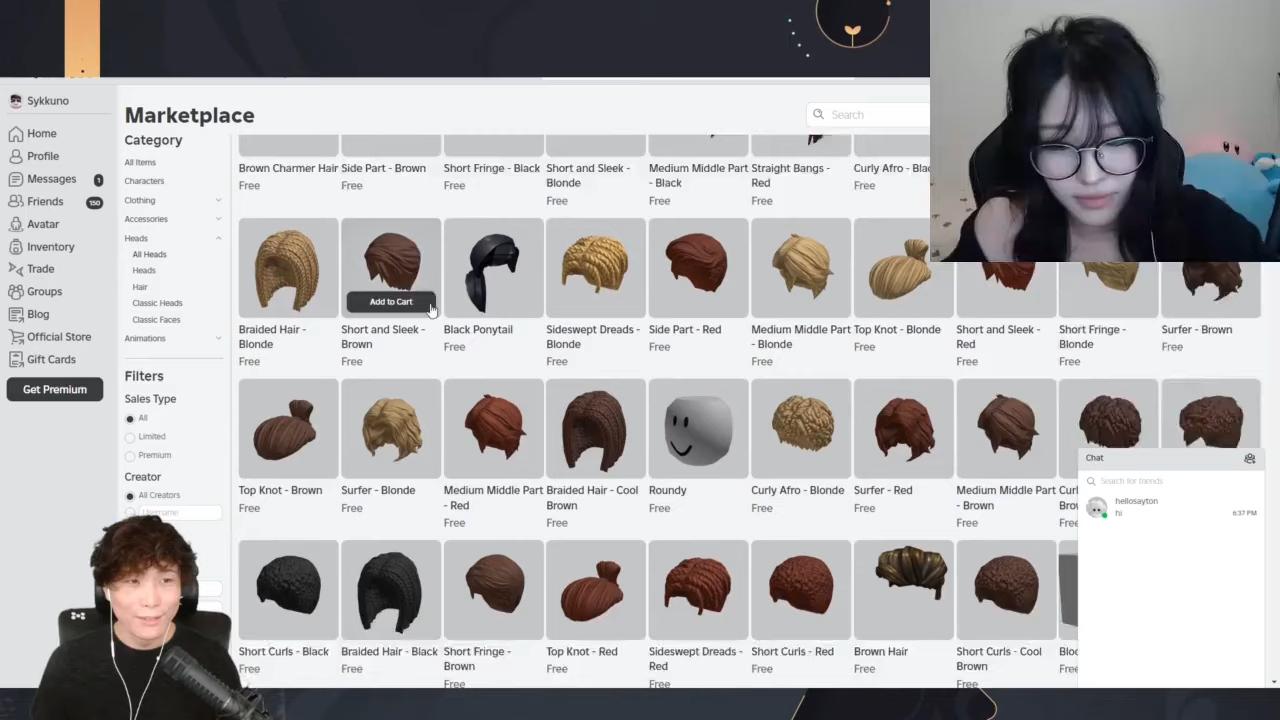 Sykkuno
Home
Profile
Messages 1
Friends 150
Avatar
Inventory
Trade
Groups
Blog
Official Store
Gift Cards
Get Premium
Marketplace
Search
Category
All Items
Characters
Clothing
Accessories
Heads
All Heads
Heads
Hair
Classic Heads
Classic Faces
Animations
Filters
Sales Type
All
Limited
Premium
Creator
All Creators
Username
Brown Charmer Hair
Free
Side Part - Brown
Free
Short Fringe - Black
Free
Short and Sleek -
Blonde
Free
Medium Middle Part
- Black
Free
Straight Bangs -
Red
Free
Curly Afro -
Free
Braided Hair -
Blonde
Free
Add to Cart
Short and Sleek -
Brown
Free
Black Ponytail
Free
Sideswept Dreads -
Blonde
Free
Side Part - Red
Free
Medium Middle Part
- Blonde
Free
Top Knot - Blonde
Free
Short and Sleek -
Red
Free
Short Fringe -
Blonde
Free
Surfer - Brown
Free
Top Knot - Brown
Free
Surfer - Blonde
Free
Medium Middle Part
- Red
Free
Braided Hair - Cool
Brown
Free
Roundy
Free
Curly Afro - Blonde
Free
Surfer - Red
Free
Medium Middle Part
- Brown
Free
Short Curls - Black
Free
Braided Hair - Black
Free
Short Fringe -
Brown
Free
Top Knot - Red
Free
Sideswept Dreads -
Red
Free
Short Curls - Red
Free
Brown Hair
Free
Short Curls - Cool
Brown
Free
Chat
Search for friends
hellosayton
hi
6:37 PM